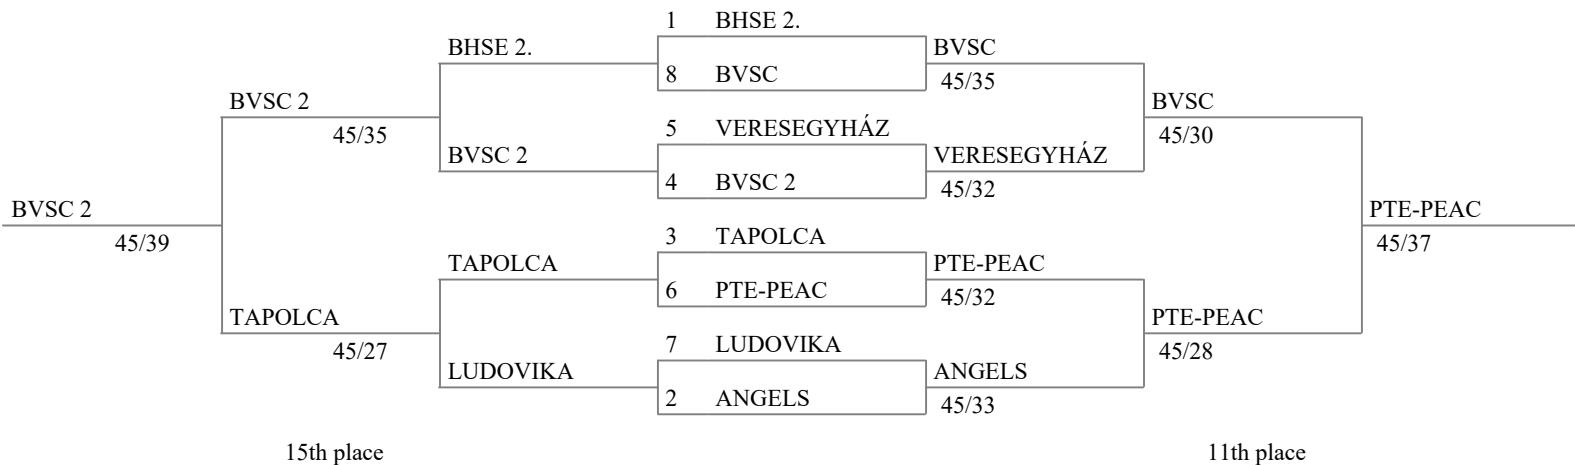 1 BHSE 2.
BHSE 2.
BVSC
8 BVSC
45/35
BVSC 2
BVSC
45/35
45/30
5 VERESEGYHÁZ
BVSC 2
VERESEGYHÁZ
4 BVSC 2
45/32
BVSC 2
PTE-PEAC
45/39
45/37
3 TAPOLCA
TAPOLCA
PTE-PEAC
6 PTE-PEAC
45/32
TAPOLCA
PTE-PEAC
45/27
45/28
7 LUDOVIKA
LUDOVIKA
ANGELS
2 ANGELS
45/33
15th place
11th place